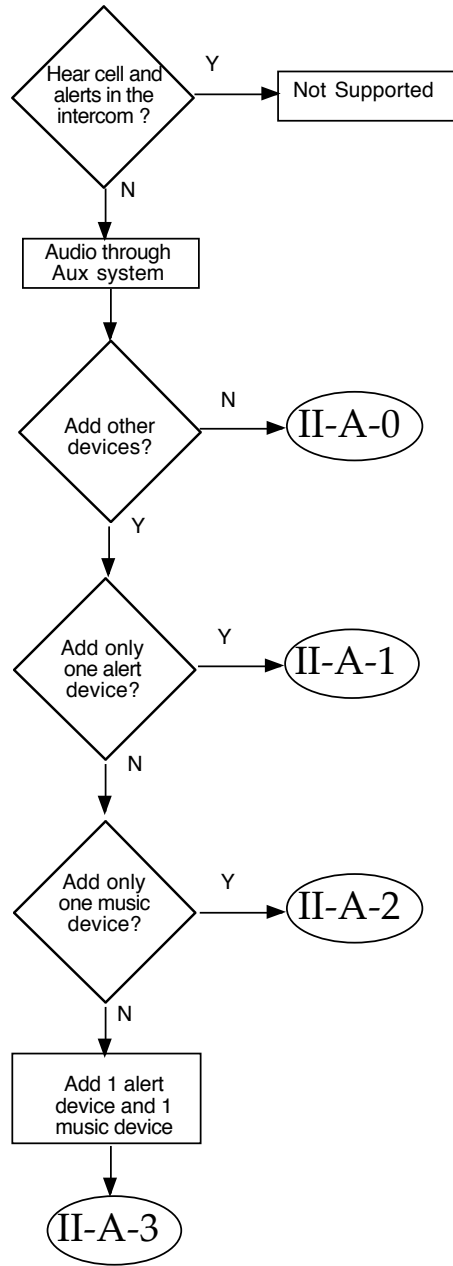 Hear cell and
alerts in the
intercom ?
Y
Not Supported
N
Audio through
Aux system
Add other
devices?
N
II-A-0
Y
Add only
one alert
device?
Y
II-A-1
N
Add only
one music
device?
Y
II-A-2
N
Add 1 alert
device and 1
music device
II-A-3